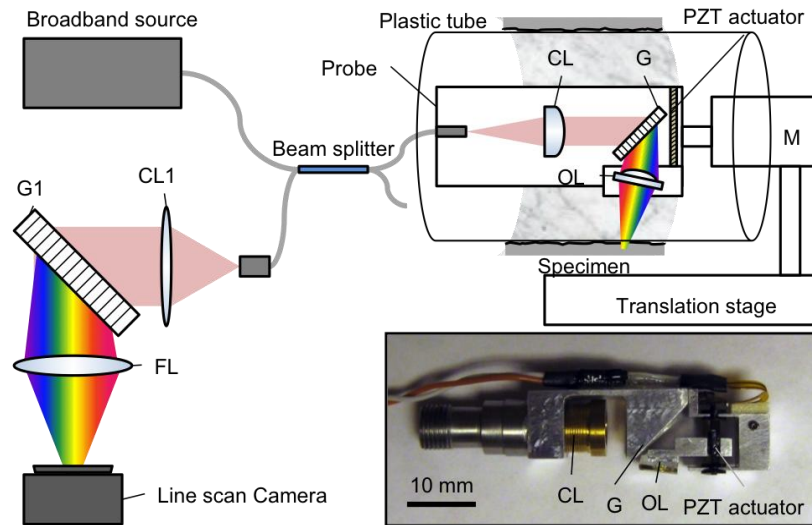 Broadband source
Plastic tube
PZT actuator
Probe
CL
G
M
Beam splitter
OL
G1
CL1
Specimen
Translation stage
FL
Line scan Camera
10 mm
CL
G
OL
PZT actuator